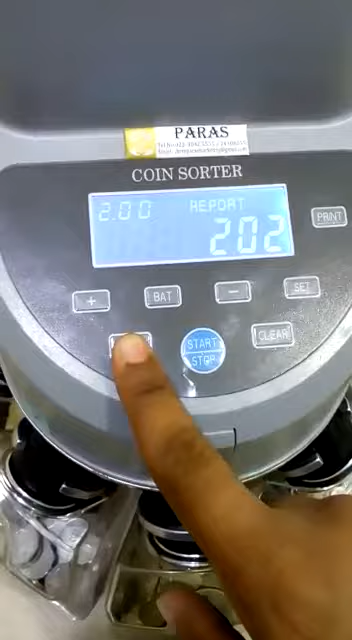 PARAS
COIN SORTER
2.00 REPORT
202
PRINT
+ BAT - SET
START
STOP
CLEAR